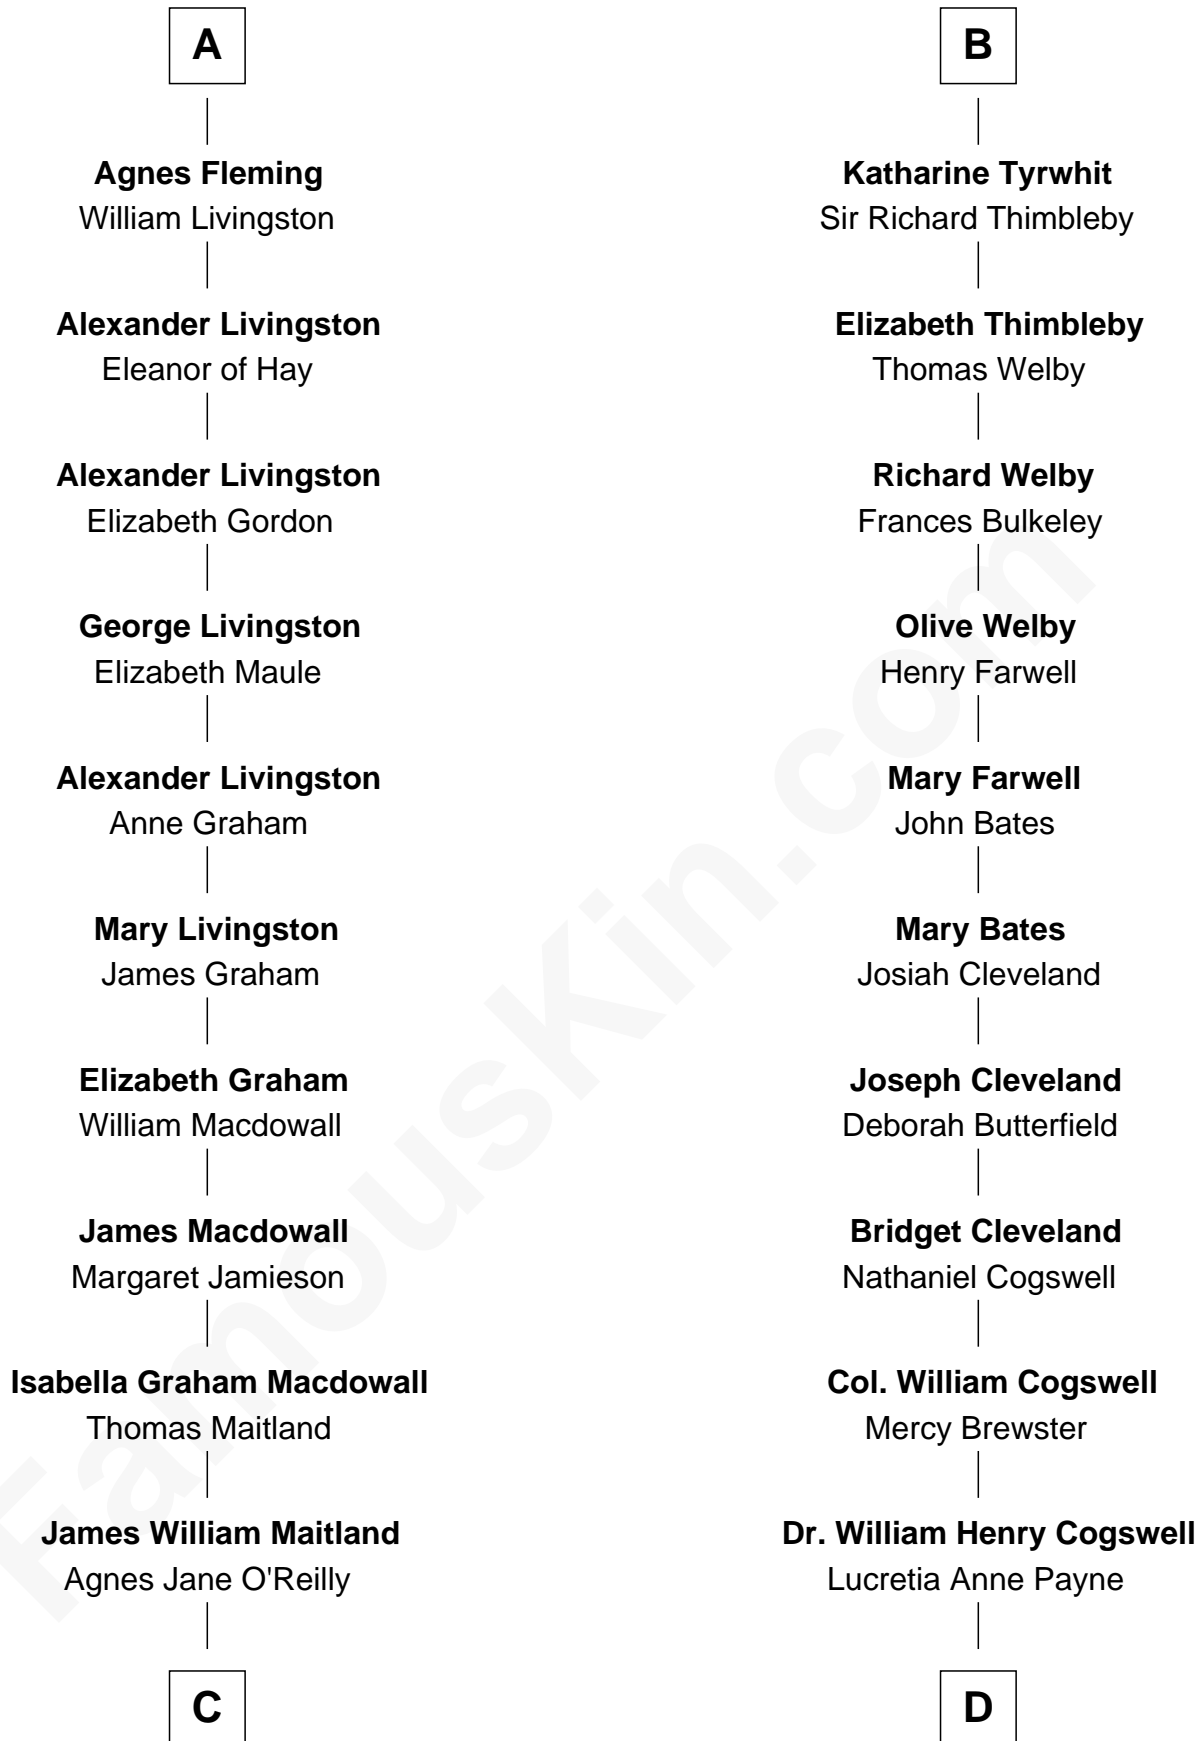 A
Agnes Fleming
William Livingston
Alexander Livingston
Eleanor of Hay
Alexander Livingston
Elizabeth Gordon
George Livingston
Elizabeth Maule
Alexander Livingston
Anne Graham
Mary Livingston
James Graham
Elizabeth Graham
William Macdowall
James Macdowall
Margaret Jamieson
Isabella Graham Macdowall
Thomas Maitland
James William Maitland
Agnes Jane O'Reilly
C
B
Katharine Tyrwhit
Sir Richard Thimbleby
Elizabeth Thimbleby
Thomas Welby
Richard Welby
Frances Bulkeley
Olive Welby
Henry Farwell
Mary Farwell
John Bates
Mary Bates
Josiah Cleveland
Joseph Cleveland
Deborah Butterfield
Bridget Cleveland
Nathaniel Cogswell
Col. William Cogswell
Mercy Brewster
Dr. William Henry Cogswell
Lucretia Anne Payne
D
FamousKin.com